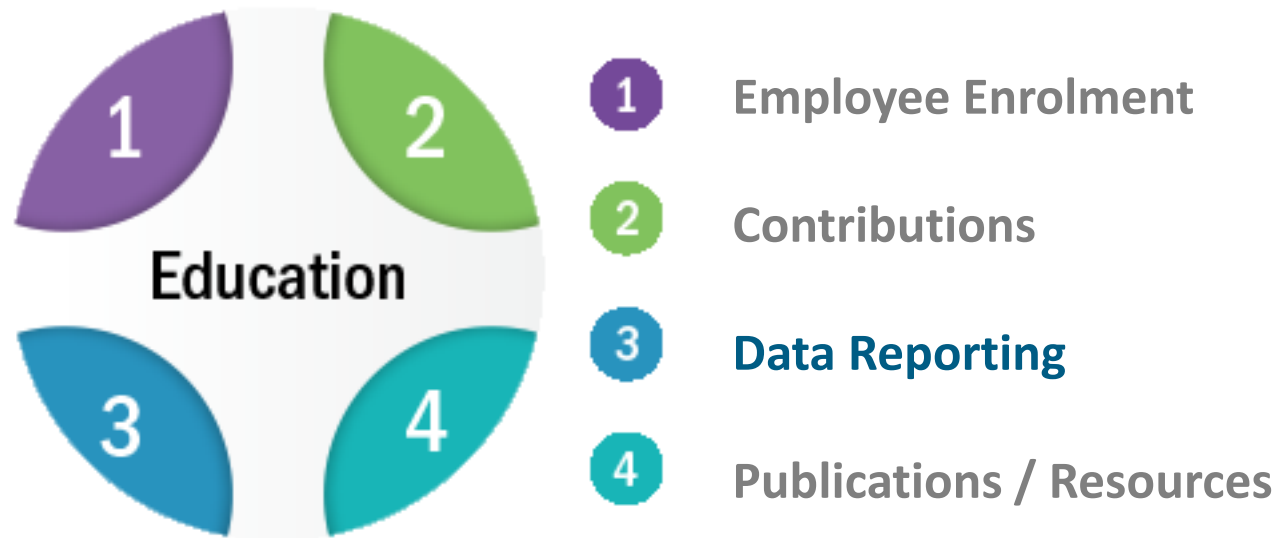 1
2
Education
3
4
1 Employee Enrolment
2 Contributions
3 Data Reporting
4 Publications / Resources